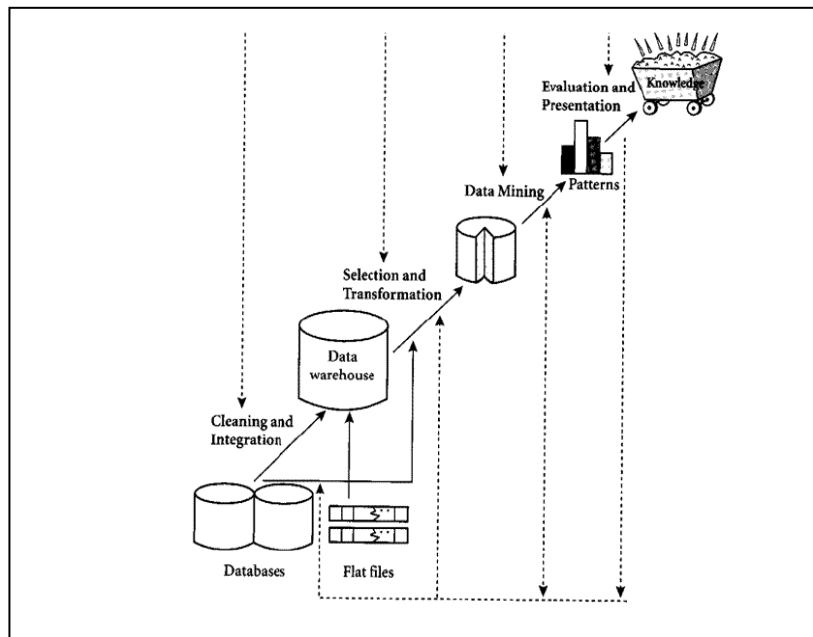 Evaluation and
Presentation
Knowledge
Patterns
Data Mining
Selection and
Transformation
Data
warehouse
Cleaning and
Integration
Databases
Flat files